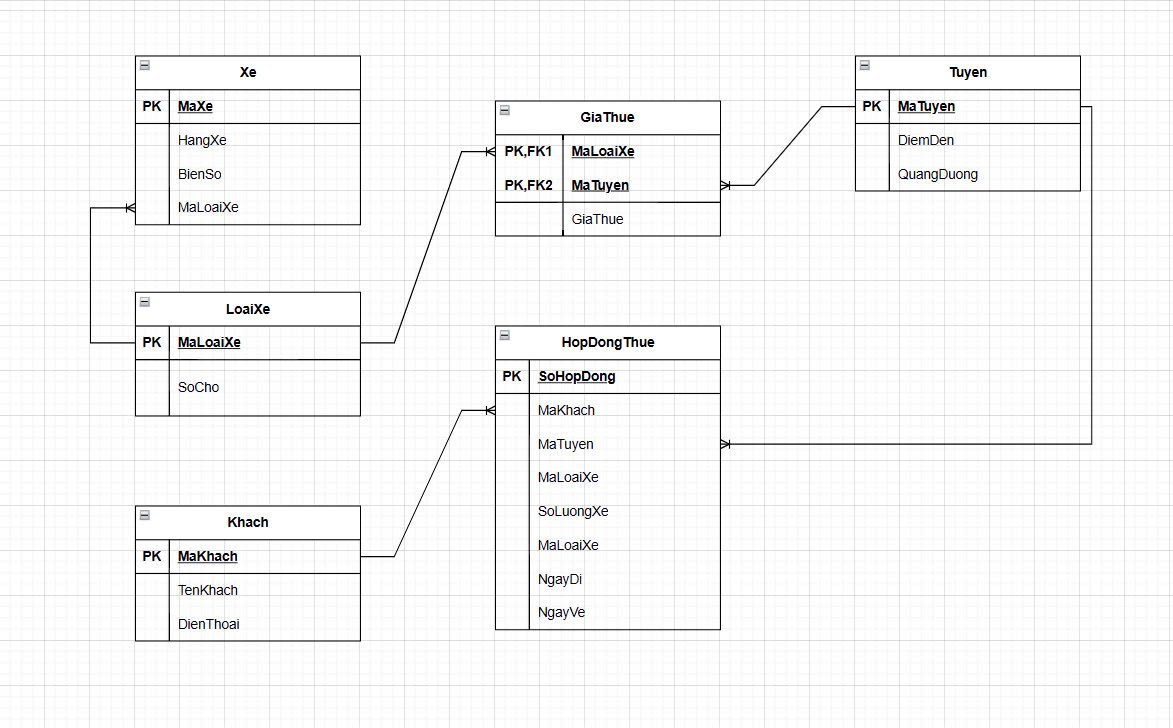 Xe
PK MaXe
HangXe
BienSo
MaLoaiXe
LoaiXe
PK MaLoaiXe
SoCho
Khach
PK MaKhach
TenKhach
DienThoai
GiaThue
PK,FK1 MaLoaiXe
PK,FK2 MaTuyen
GiaThue
HopDongThue
PK SoHopDong
MaKhach
MaTuyen
MaLoaiXe
SoLuongXe
MaLoaiXe
NgayDi
NgayVe
Tuyen
PK MaTuyen
DiemDen
QuangDuong